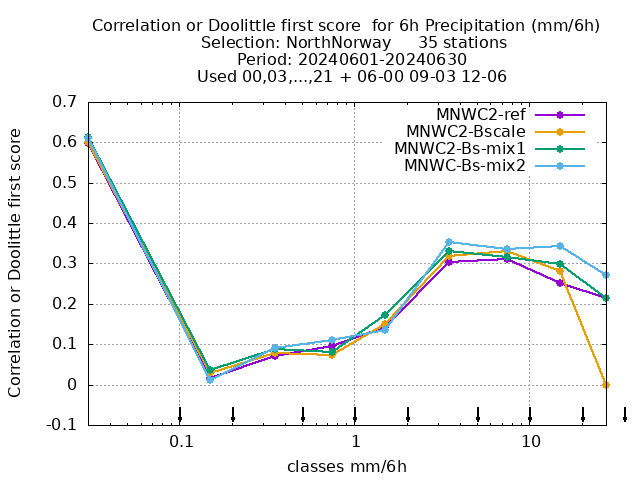 Correlation or Doolittle first score  for 6h Precipitation (mm/6h)
Selection: NorthNorway     35 stations
Period: 20240601-20240630
Used 00,03,...,21 + 06-00 09-03 12-06
Correlation or Doolittle first score
0.7
0.6
0.5
0.4
0.3
0.2
0.1
0
-0.1
MNWC2-ref
MNWC2-Bscale
MNWC2-Bs-mix1
MNWC-Bs-mix2
0.1
1
10
classes mm/6h